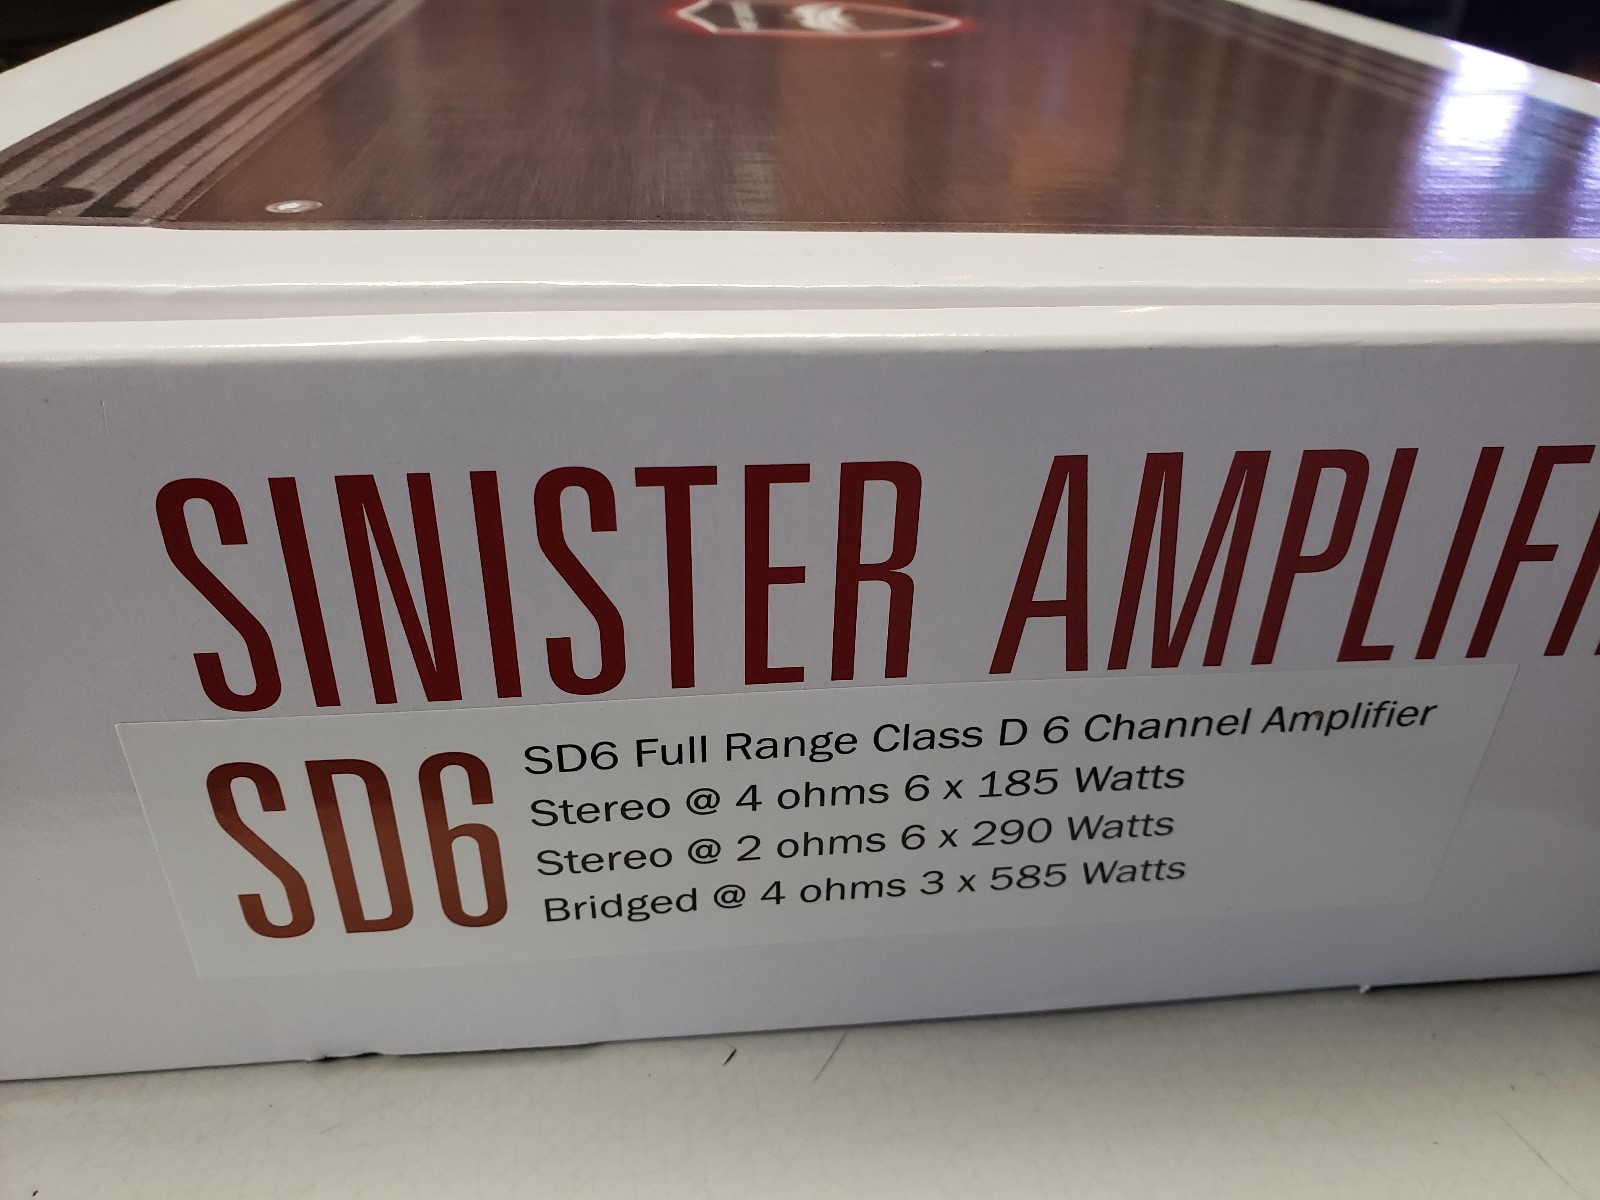 SINISTER AMPLIFI
SD6
SD6 Full Range Class D 6 Channel Amplifier
Stereo @ 4 ohms 6 x 185 Watts
Stereo @ 2 ohms 6 x 290 Watts
Bridged @ 4 ohms 3 x 585 Watts